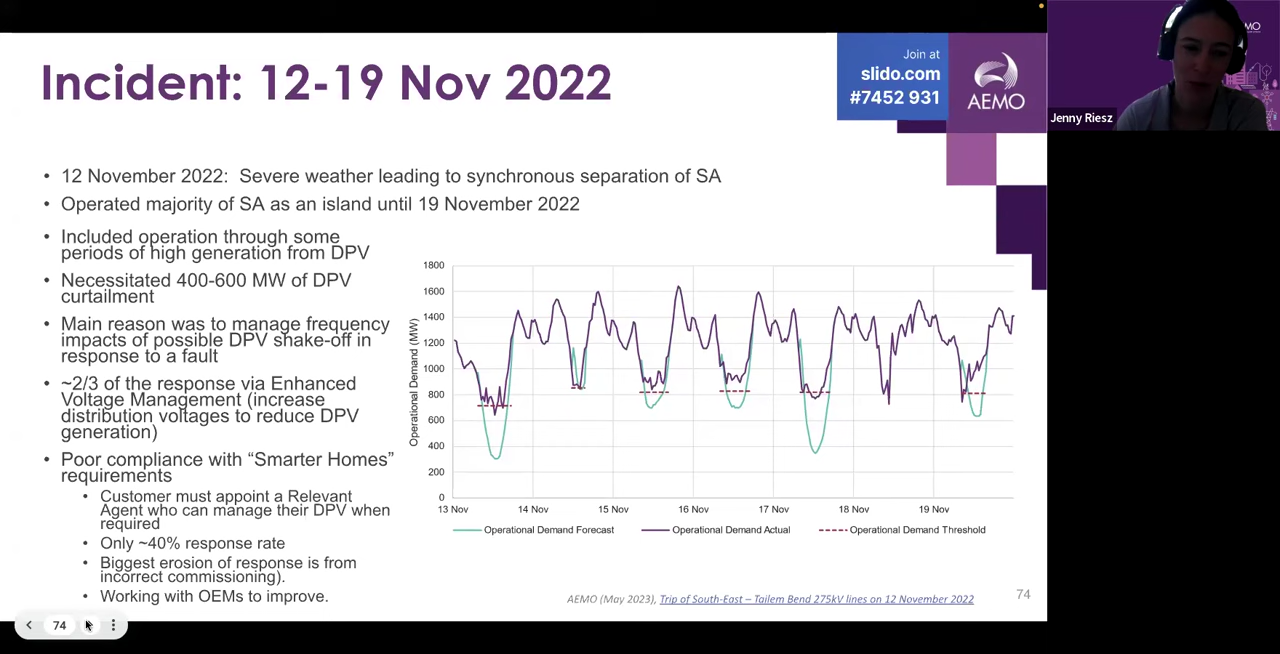 Incident: 12-19 Nov 2022
Join at
slido.com
#7452 931
AEMO
MO
Jenny Riesz
• 12 November 2022: Severe weather leading to synchronous separation of SA
• Operated majority of SA as an island until 19 November 2022
• Included operation through some
periods of high generation from DPV
• Necessitated 400-600 MW of DPV
curtailment
• Main reason was to manage frequency
impacts of possible DPV shake-off in
response to a fault
• ~2/3 of the response via Enhanced
Voltage Management (increase
distribution voltages to reduce DPV
generation)
• Poor compliance with “Smarter Homes”
requirements
• Customer must appoint a Relevant
Agent who can manage their DPV when
required
• Only ~40% response rate
• Biggest erosion of response is from
incorrect commissioning).
• Working with OEMs to improve.
Operational Demand (MW)
1800
1600
1400
1200
1000
800
600
400
200
0
13 Nov 14 Nov 15 Nov 16 Nov 17 Nov 18 Nov 19 Nov
Operational Demand Forecast Operational Demand Actual Operational Demand Threshold
AEMO (May 2023), Trip of South-East – Tailem Bend 275kV lines on 12 November 2022
74
74